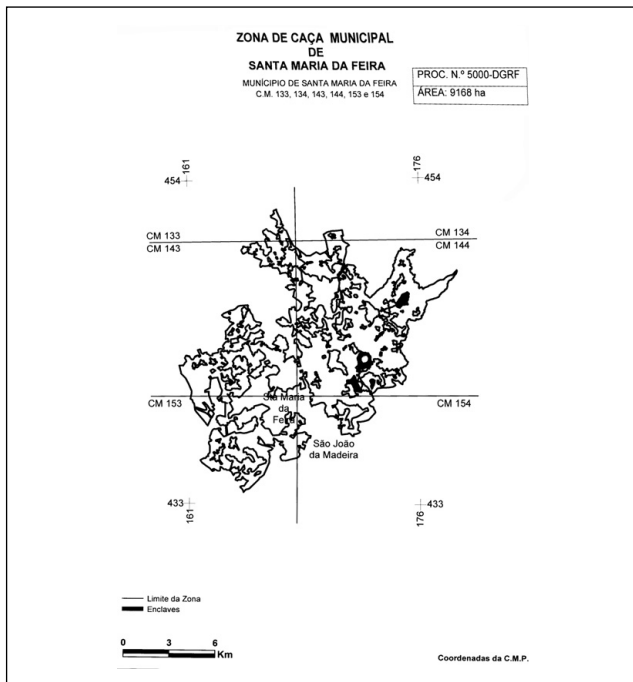 ZONA DE CAÇA MUNICIPAL
DE
SANTA MARIA DA FEIRA
MUNÍCIPIO DE SANTA MARIA DA FEIRA
C.M. 133, 134, 143, 144, 153 e 154
PROC. N.º 5000-DGRF
ÁREA: 9168 ha
161
176
454
454
CM 133
CM 134
CM 143
CM 144
CM 153
CM 154
Sta Maria
da
Feira
São João
da Madeira
433
433
161
176
Limite da Zona
Enclaves
0 3 6
Km
Coordenadas da C.M.P.